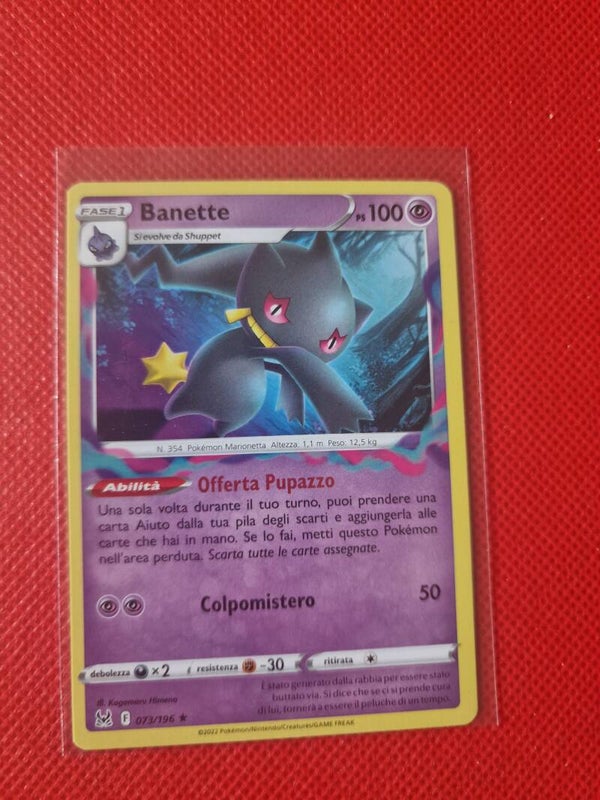 FASE 1 Banette PS 100
Si evolve da Shuppet
N. 354 Pokémon Marionetta Altezza: 1,1 m Peso: 12,5 kg
Abilità Offerta Pupazzo
Una sola volta durante il tuo turno, puoi prendere una
carta Aiuto dalla tua pila degli scarti e aggiungerla alle
carte che hai in mano. Se lo fai, metti questo Pokémon
nell'area perduta. Scarta tutte le carte assegnate.
Colpomistero 50
debolezza ×2 resistenza -30 ritirata
È stato generato dalla rabbia per essere stato
buttato via. Si dice che se ci si prende cura
di lui, tornerà a essere il peluche di un tempo.
Ill. Kagemaru Himeno
F 073/196 ★
©2022 Pokémon/Nintendo/Creatures/GAME FREAK